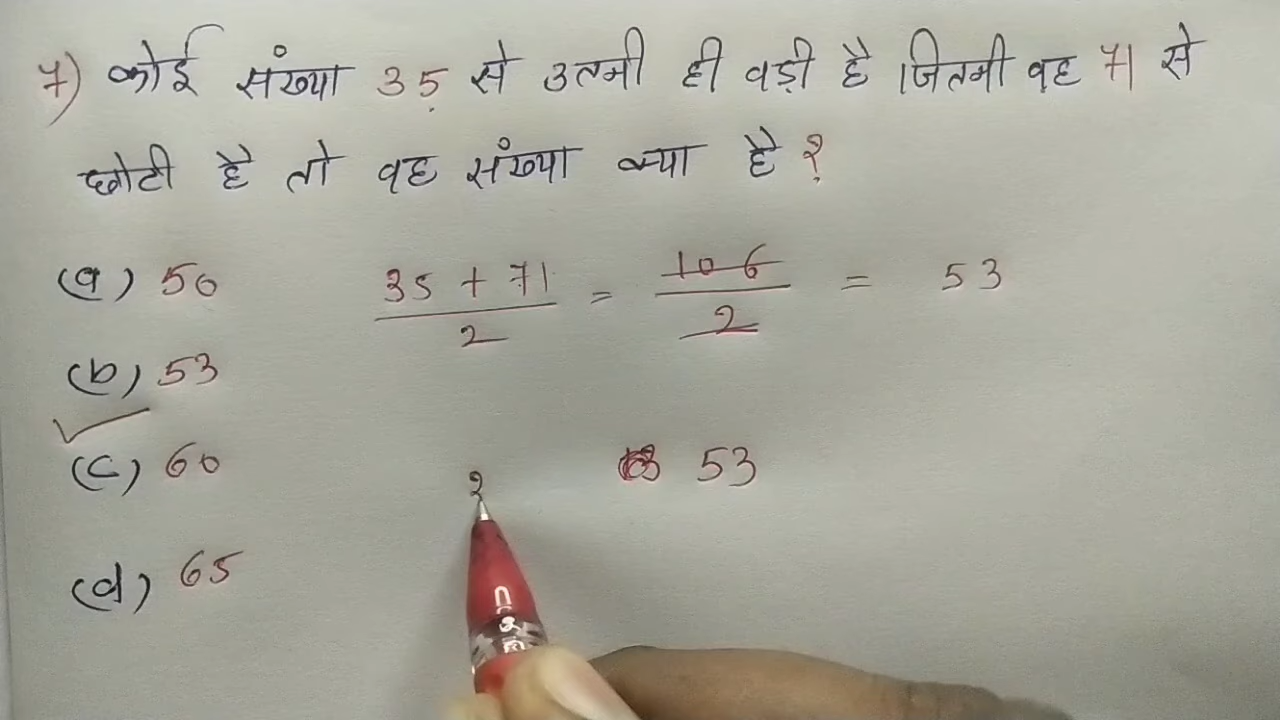 7) कोई संख्या 35 से उतनी ही बड़ी है जितनी वह 71 से
छोटी है तो वह संख्या क्या है ?
(a) 50
35 + 71 / 2 = 106 / 2 = 53
(b) 53
(c) 60
53
(d) 65